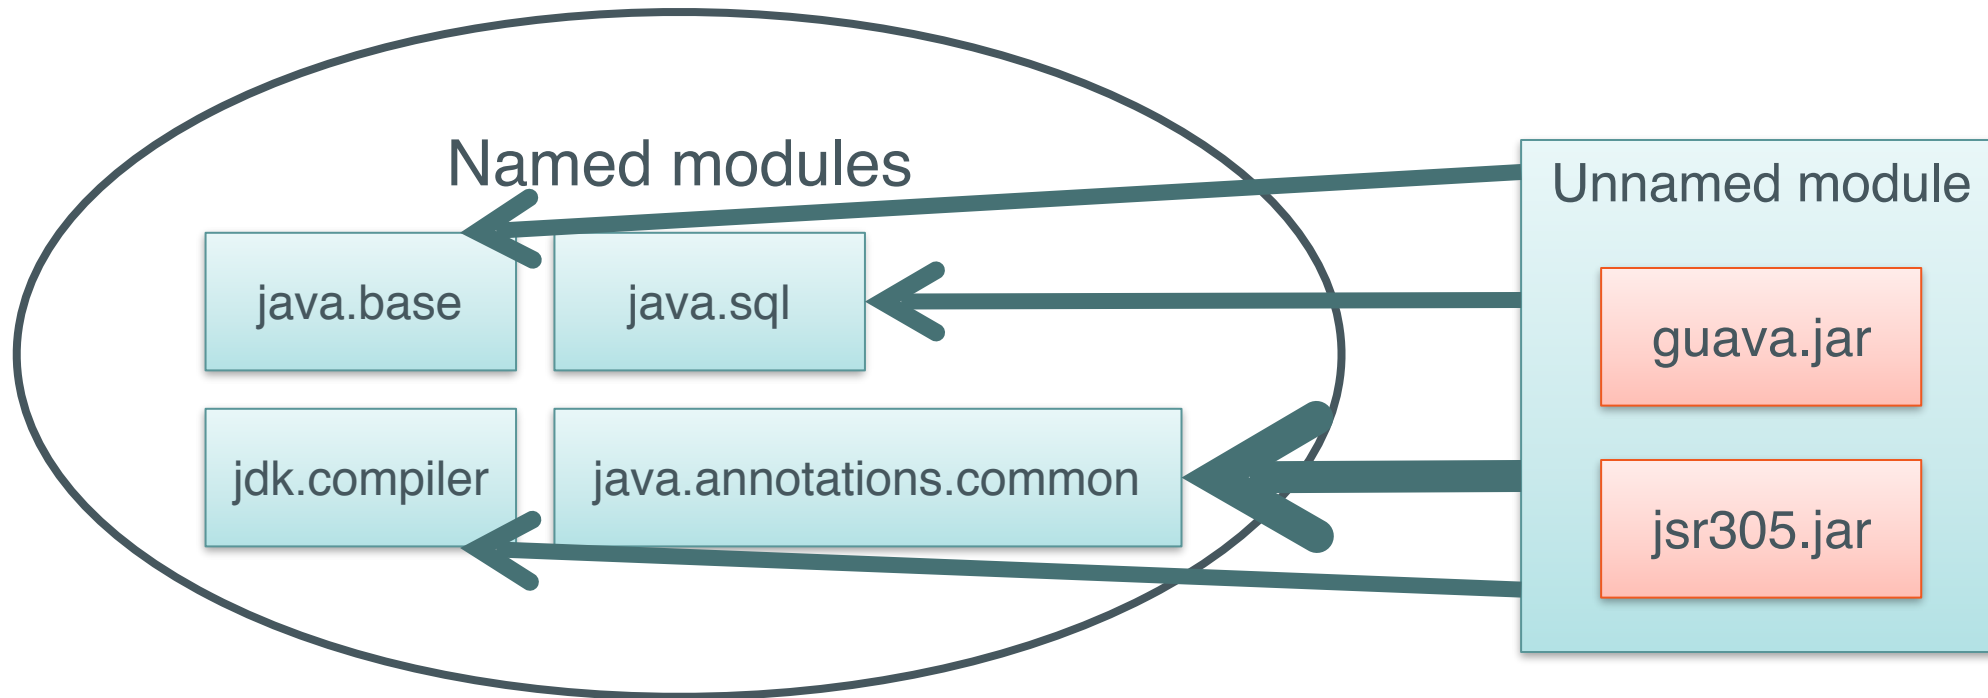 Named modules
Unnamed module
java.base
java.sql
guava.jar
jdk.compiler
java.annotations.common
jsr305.jar